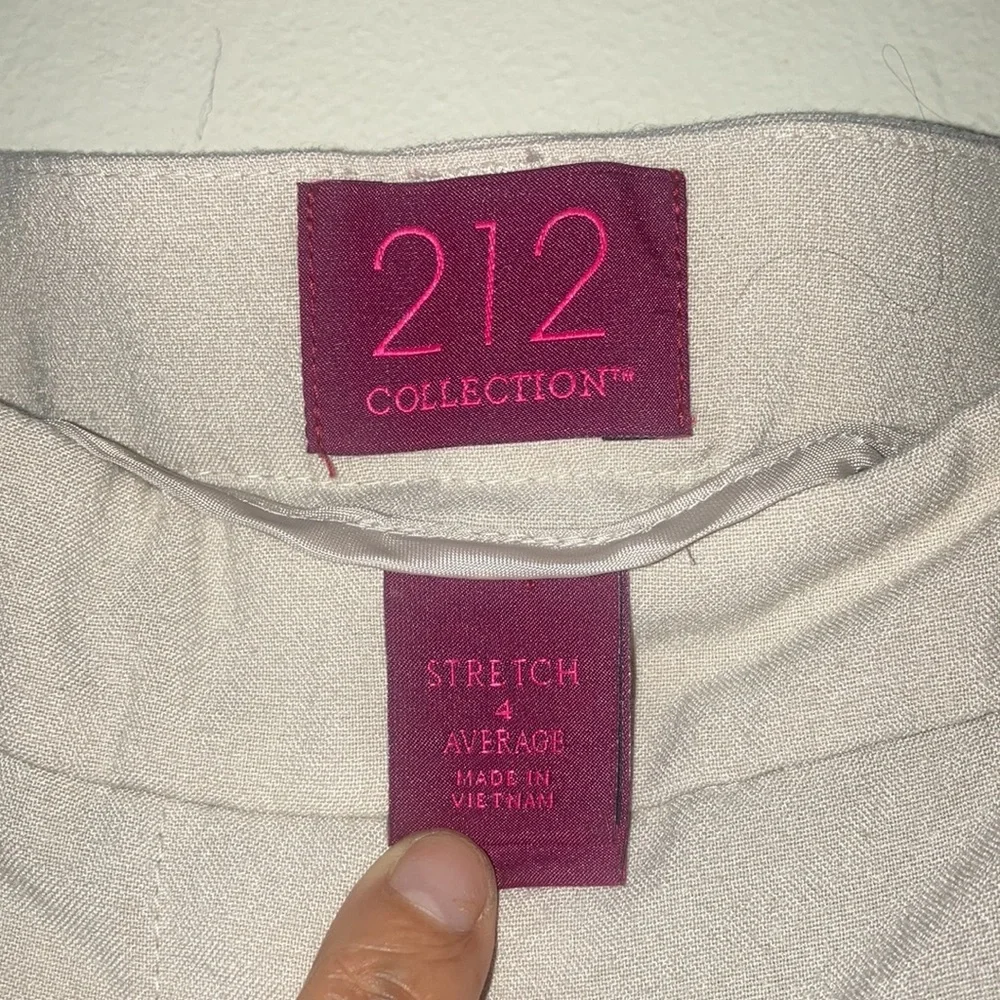 212
COLLECTION™
STRETCH
4
AVERAGE
MADE IN
VIETNAM